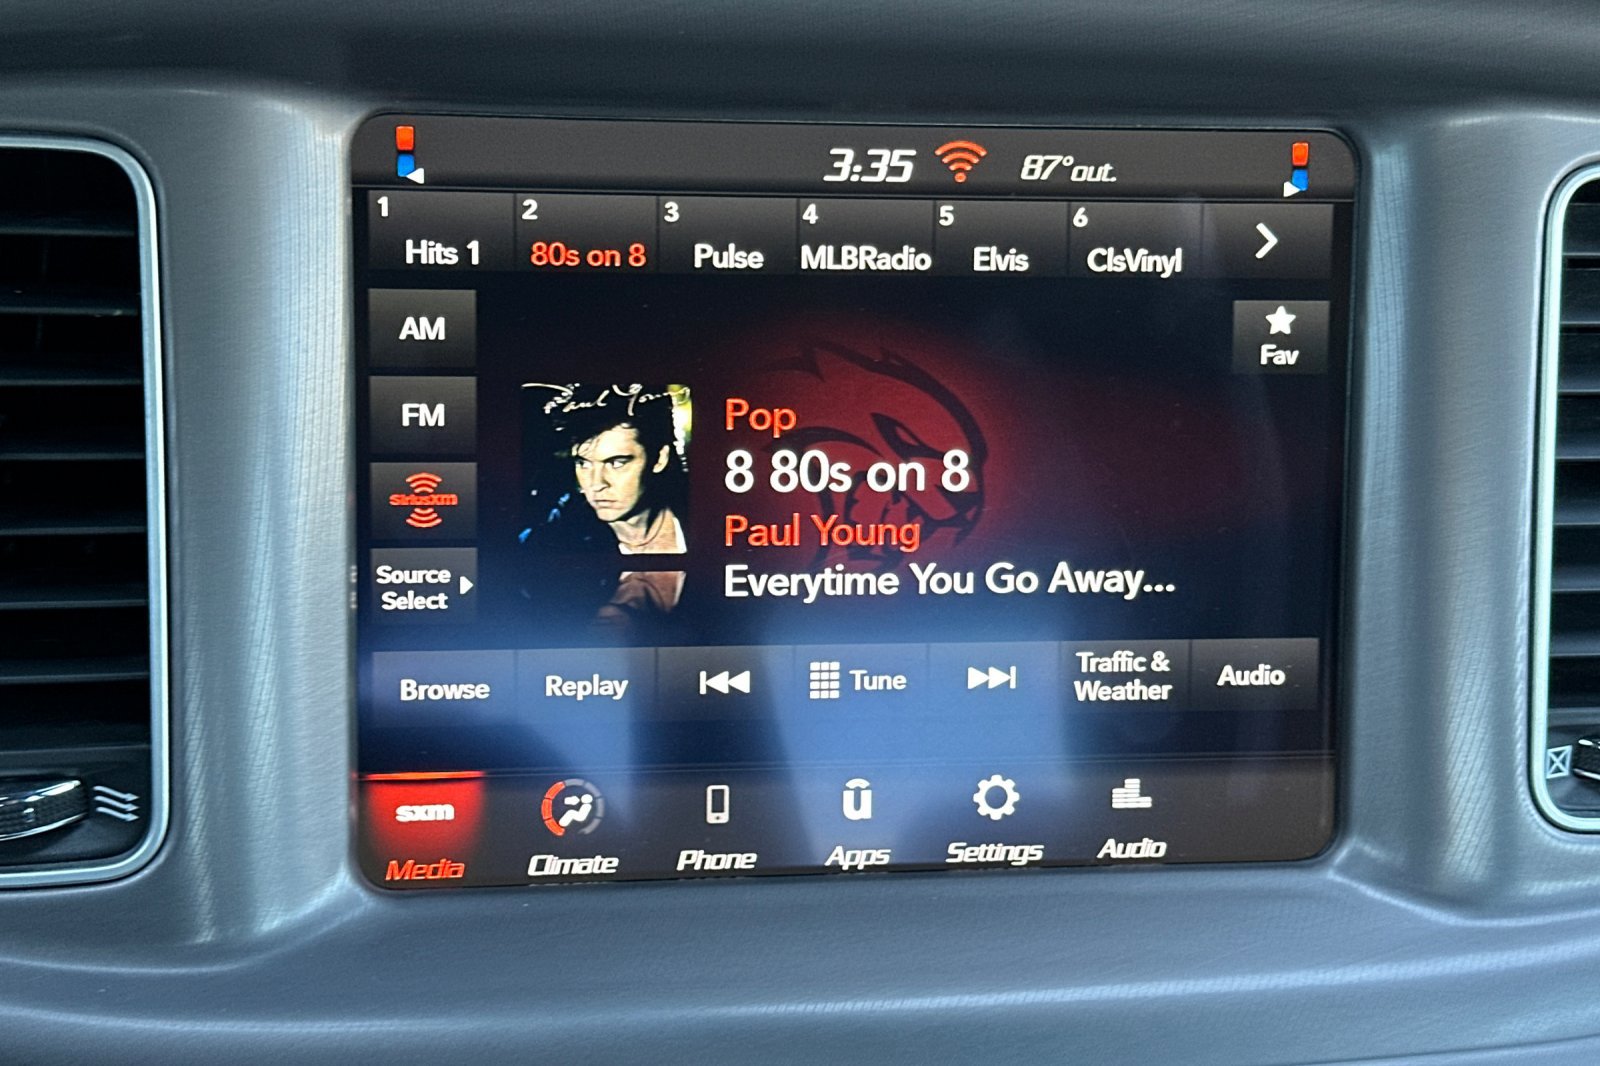 3:35 87° out.
1 2 3 4 5 6
Hits 1 80s on 8 Pulse MLBRadio Elvis ClsVinyl
AM
Fav
FM
Paul Young
Pop
8 80s on 8
siriusxm
Paul Young
Source
Select
Everytime You Go Away...
Browse Replay Tune Traffic &
Weather Audio
sxm
Media Climate Phone Apps Settings Audio